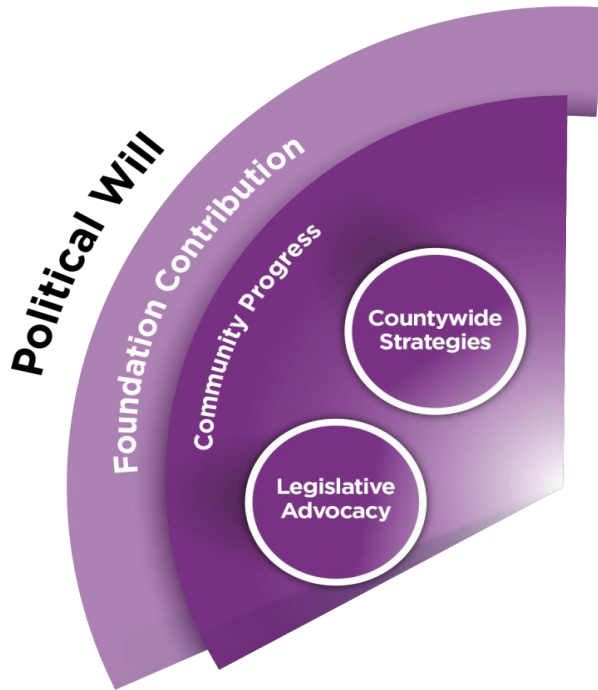 Political Will
Foundation Contribution
Community Progress
Countywide
Strategies
Legislative
Advocacy